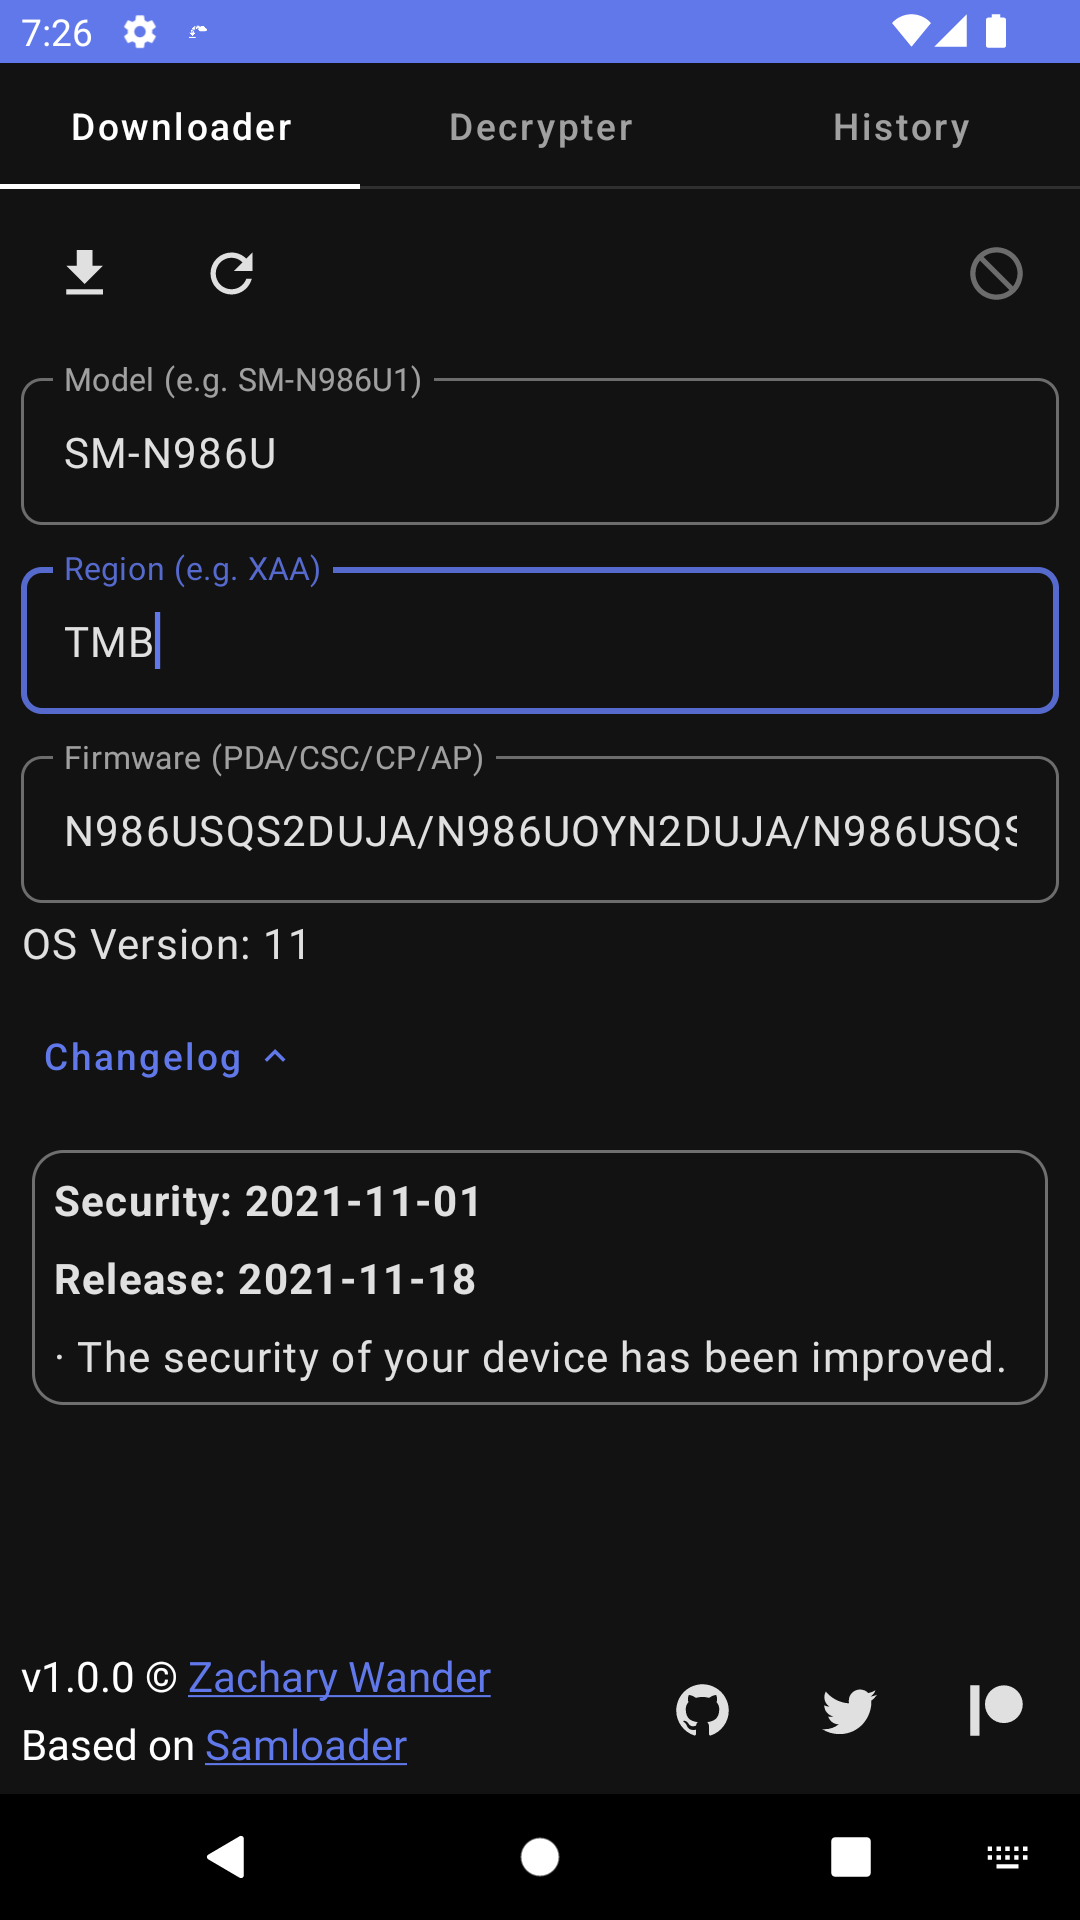 7:26
Downloader Decrypter History
Model (e.g. SM-N986U1)
SM-N986U
Region (e.g. XAA)
TMB
Firmware (PDA/CSC/CP/AP)
N986USQS2DUJA/N986UOYN2DUJA/N986USQS
OS Version: 11
Changelog
Security: 2021-11-01
Release: 2021-11-18
· The security of your device has been improved.
v1.0.0 © Zachary Wander
Based on Samloader